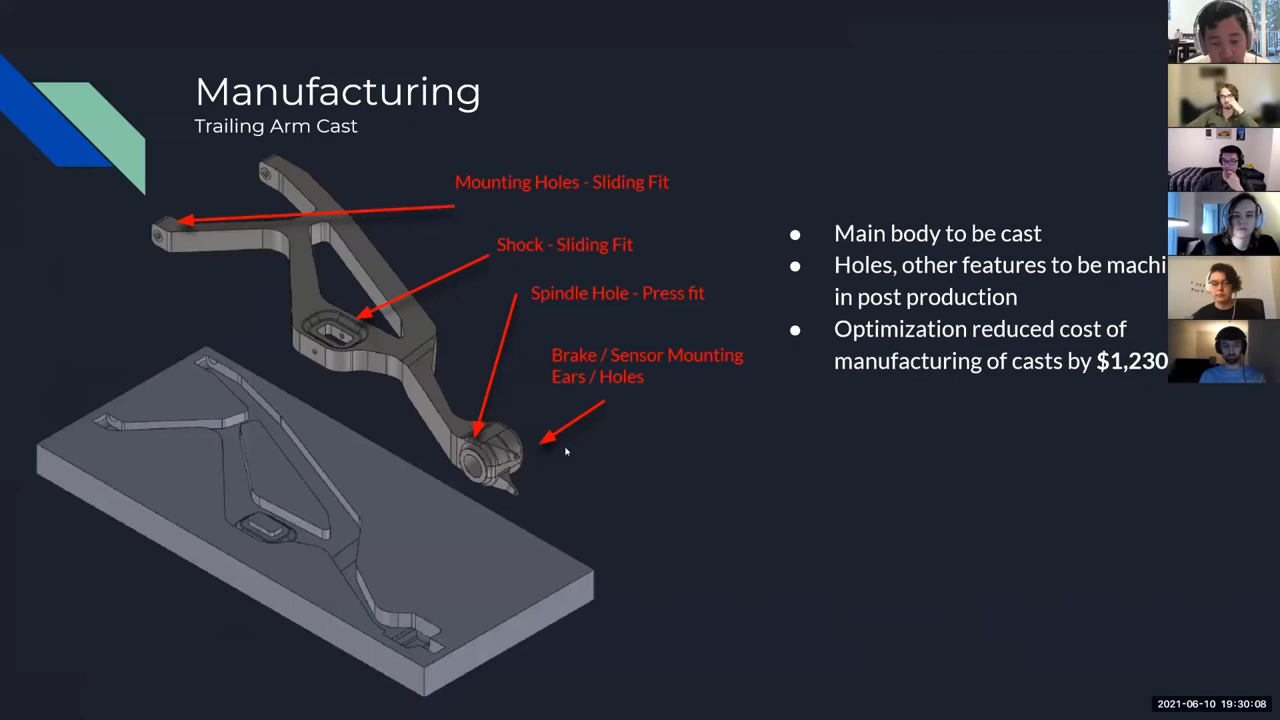 Manufacturing
Trailing Arm Cast
Mounting Holes - Sliding Fit
Shock - Sliding Fit
Spindle Hole - Press fit
Brake / Sensor Mounting
Ears / Holes
● Main body to be cast
● Holes, other features to be machi
in post production
● Optimization reduced cost of
manufacturing of casts by $1,230
2021-06-10 19:30:08